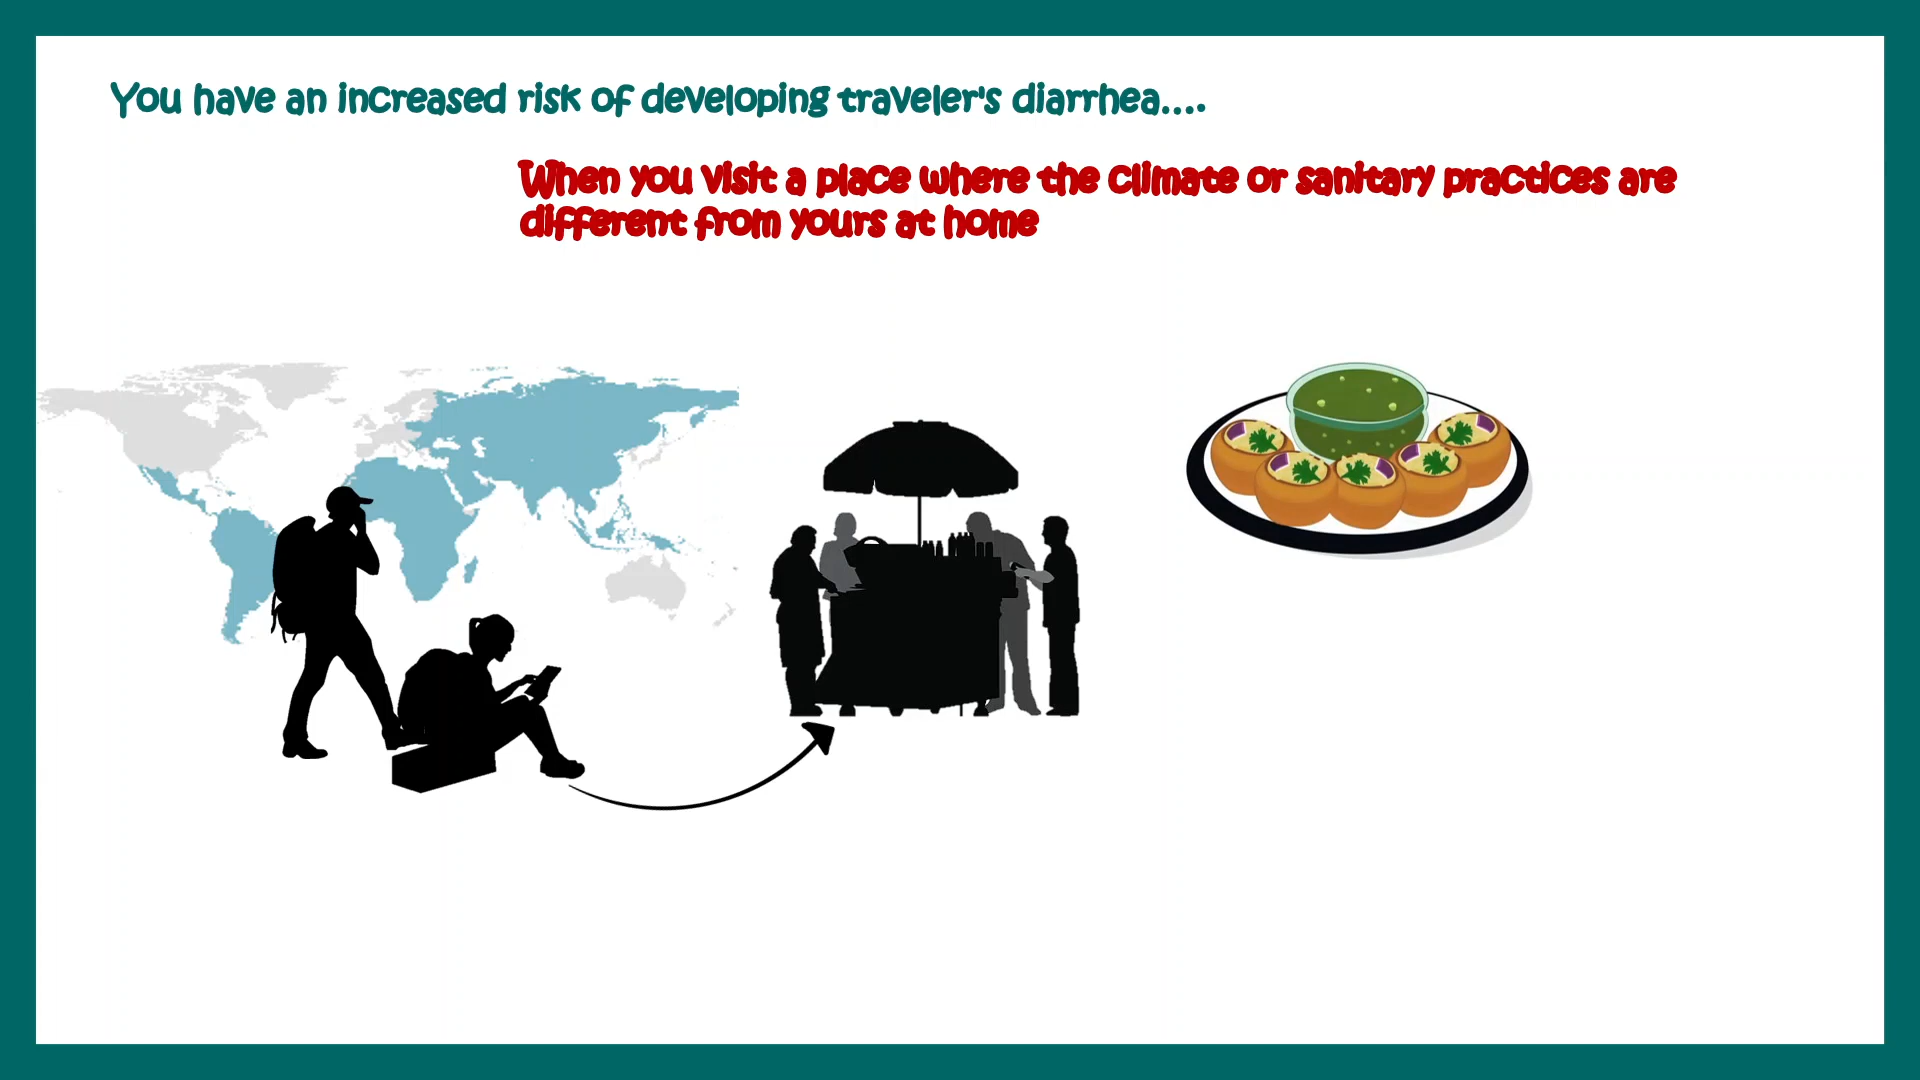 You have an increased risk of developing traveler's diarrhea....
When you visit a place where the climate or sanitary practices are
different from yours at home